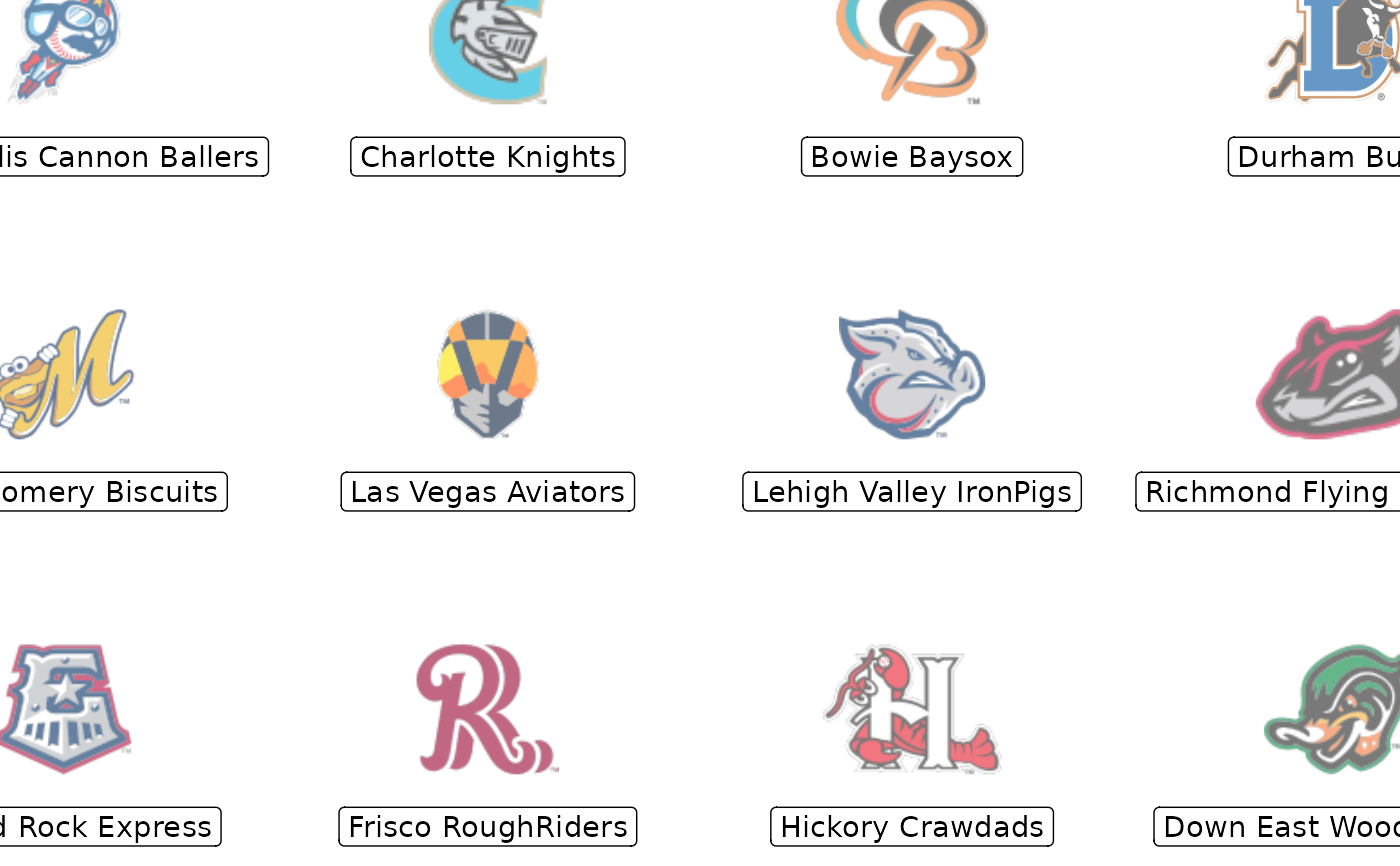 lis Cannon Ballers
Charlotte Knights
Bowie Baysox
Durham Bu
omery Biscuits
Las Vegas Aviators
Lehigh Valley IronPigs
Richmond Flying
d Rock Express
Frisco RoughRiders
Hickory Crawdads
Down East Wood